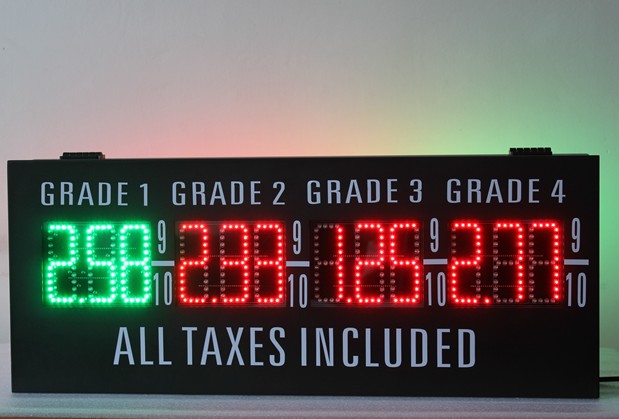 GRADE 1 GRADE 2 GRADE 3 GRADE 4
2.58 9/10 2.33 9/10 1.25 9/10 2.77 9/10
ALL TAXES INCLUDED